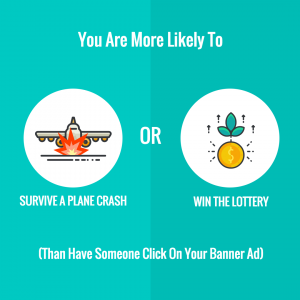 You Are More Likely To
OR
SURVIVE A PLANE CRASH
WIN THE LOTTERY
(Than Have Someone Click On Your Banner Ad)